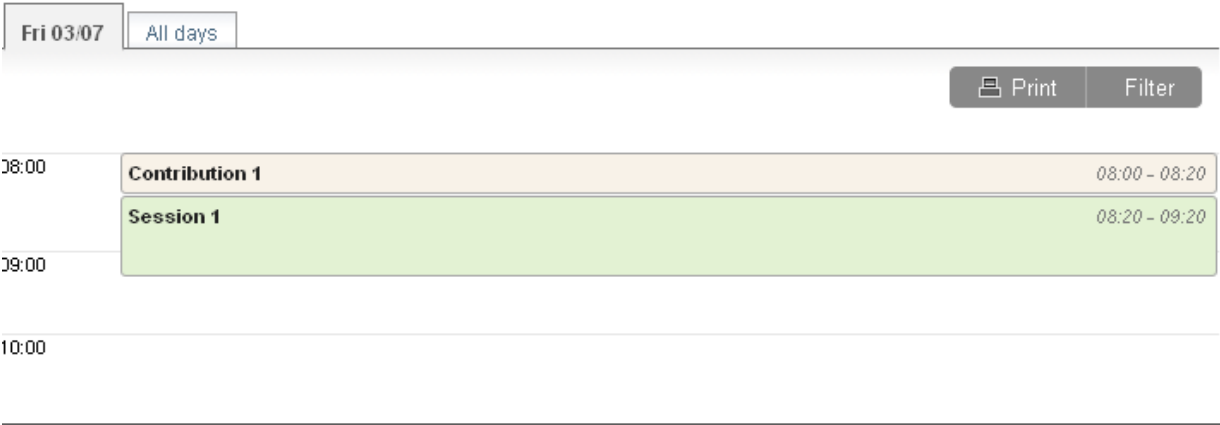 Fri 03/07 All days
Print Filter
08:00 Contribution 1 08:00 - 08:20
Session 1 08:20 - 09:20
09:00
10:00